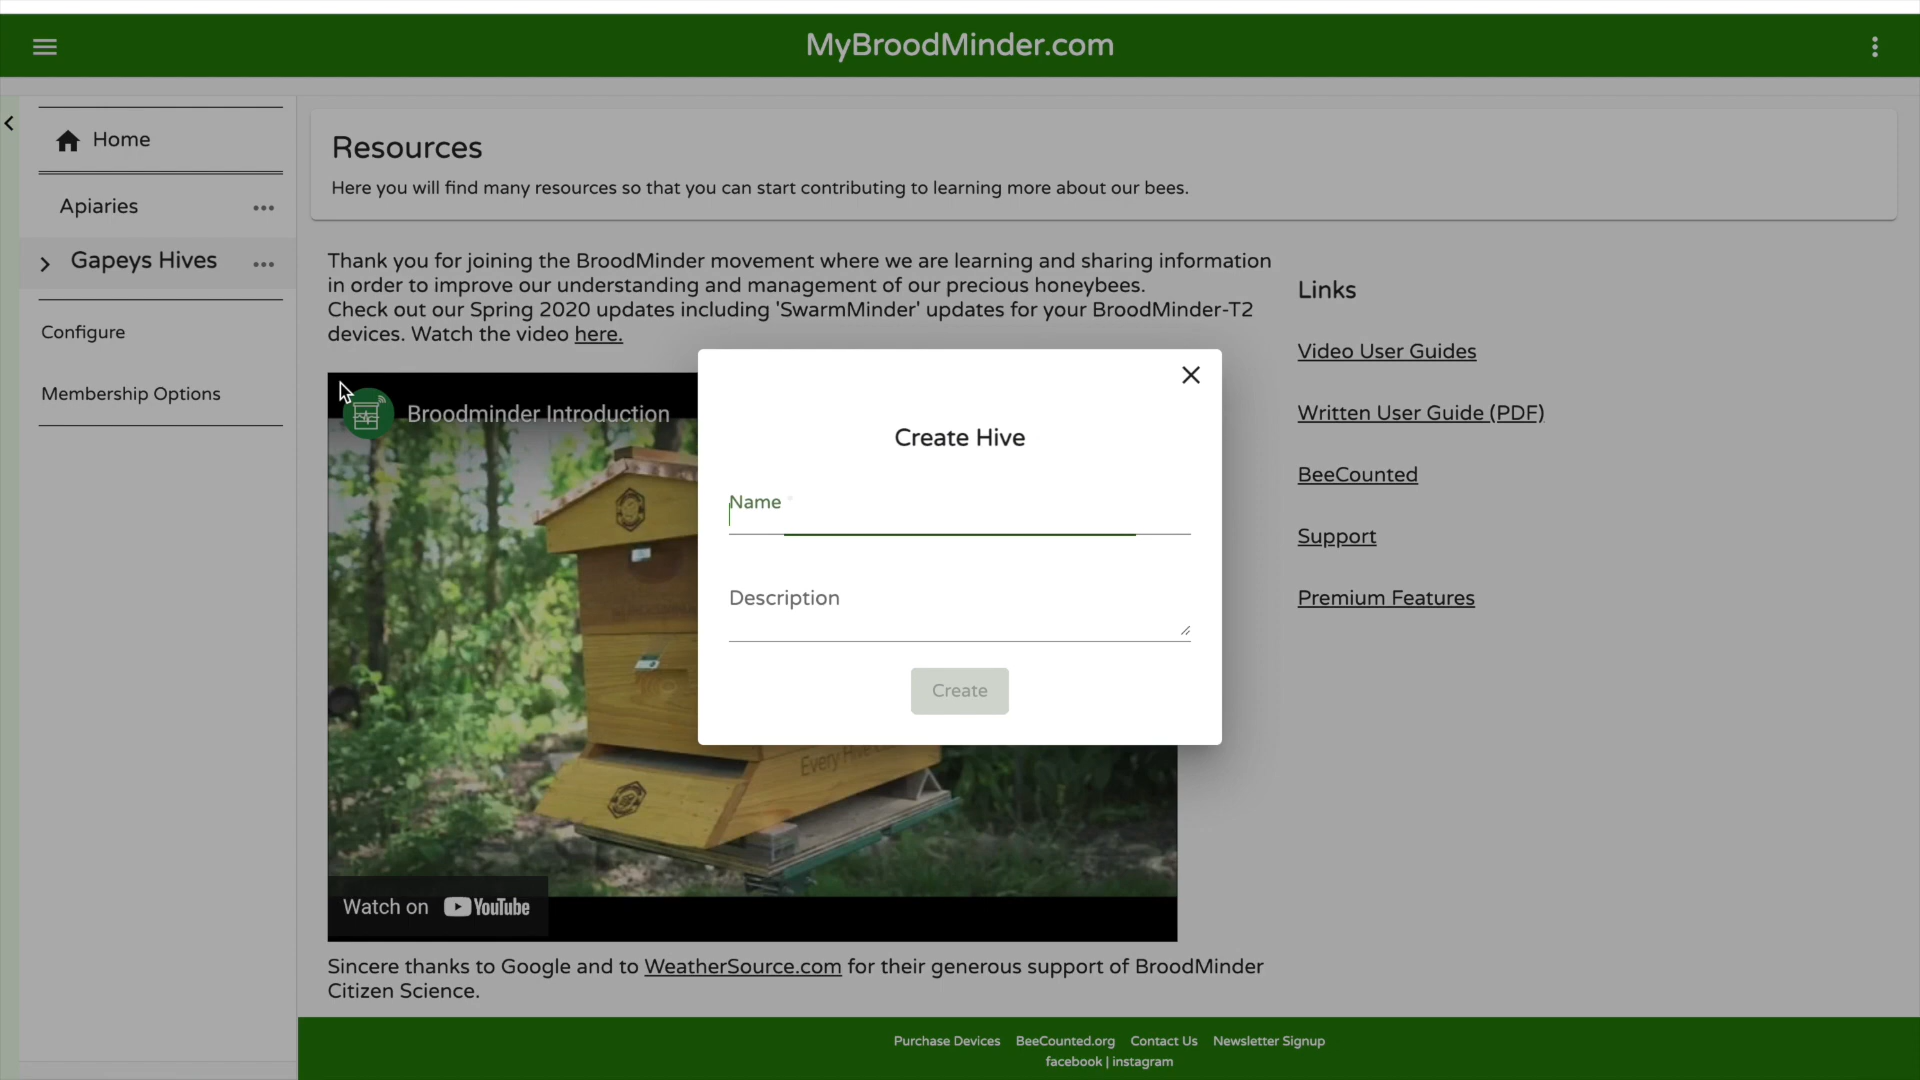 MyBroodMinder.com
Home
Apiaries
Gapeys Hives
Configure
Membership Options
Resources
Here you will find many resources so that you can start contributing to learning more about our bees.
Thank you for joining the BroodMinder movement where we are learning and sharing information
in order to improve our understanding and management of our precious honeybees.
Check out our Spring 2020 updates including 'SwarmMinder' updates for your BroodMinder-T2
devices. Watch the video here.
Broodminder Introduction
Every Hive
Watch on YouTube
Create Hive
Name *
Description
Create
Links
Video User Guides
Written User Guide (PDF)
BeeCounted
Support
Premium Features
Sincere thanks to Google and to WeatherSource.com for their generous support of BroodMinder
Citizen Science.
Purchase Devices BeeCounted.org Contact Us Newsletter Signup
facebook | instagram